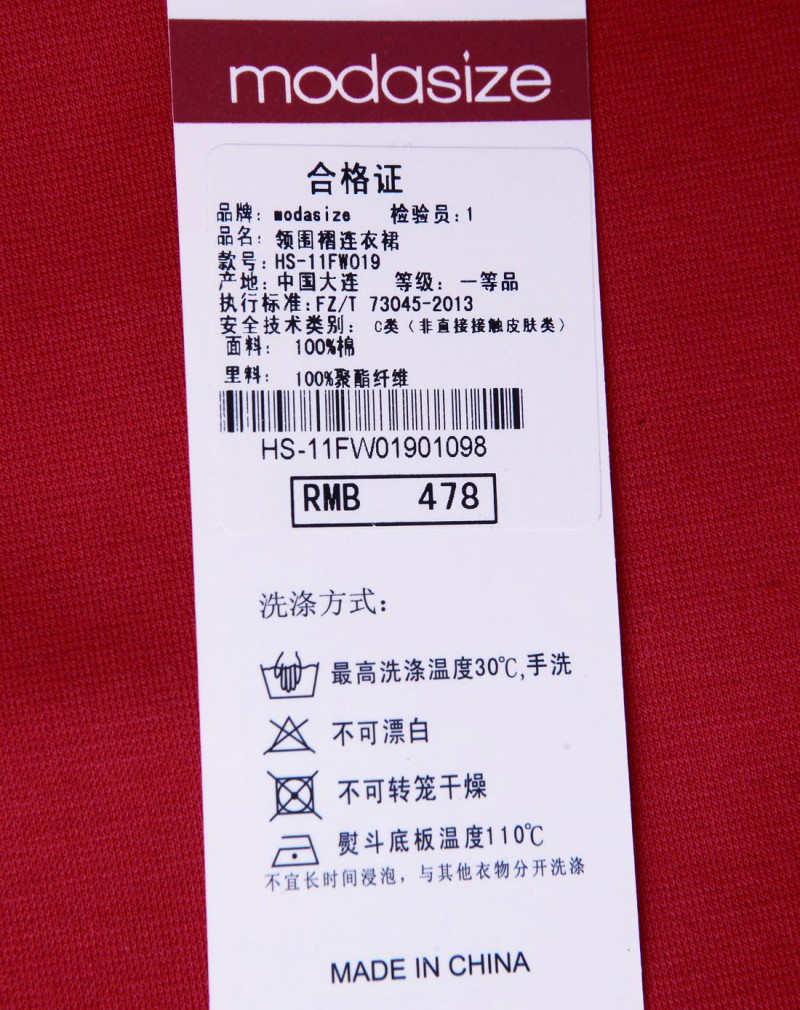 modasize
合格证
品牌: modasize 检验员:1
品名: 领围褶连衣裙
款号: HS-11FW019
产地: 中国大连 等级: 一等品
执行标准:FZ/T 73045-2013
安全技术类别: C类（非直接接触皮肤类）
面料: 100%棉
里料: 100%聚酯纤维
HS-11FW01901098
RMB 478
洗涤方式:
最高洗涤温度30℃,手洗
不可漂白
不可转笼干燥
熨斗底板温度110℃
不宜长时间浸泡，与其他衣物分开洗涤
MADE IN CHINA